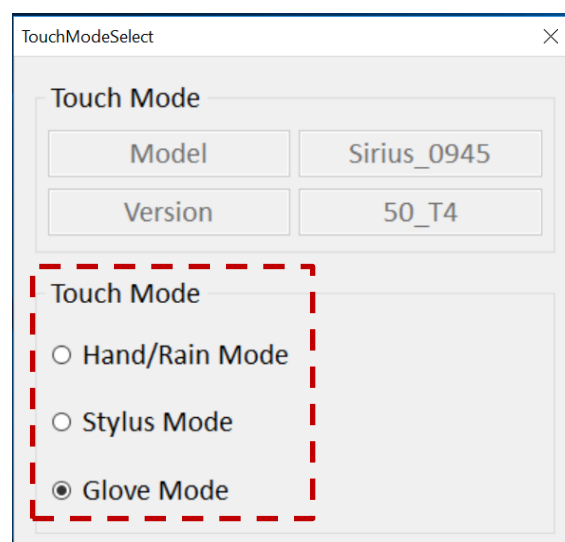 TouchModeSelect
Touch Mode
Model Sirius_0945
Version 50_T4
Touch Mode
Hand/Rain Mode
Stylus Mode
Glove Mode